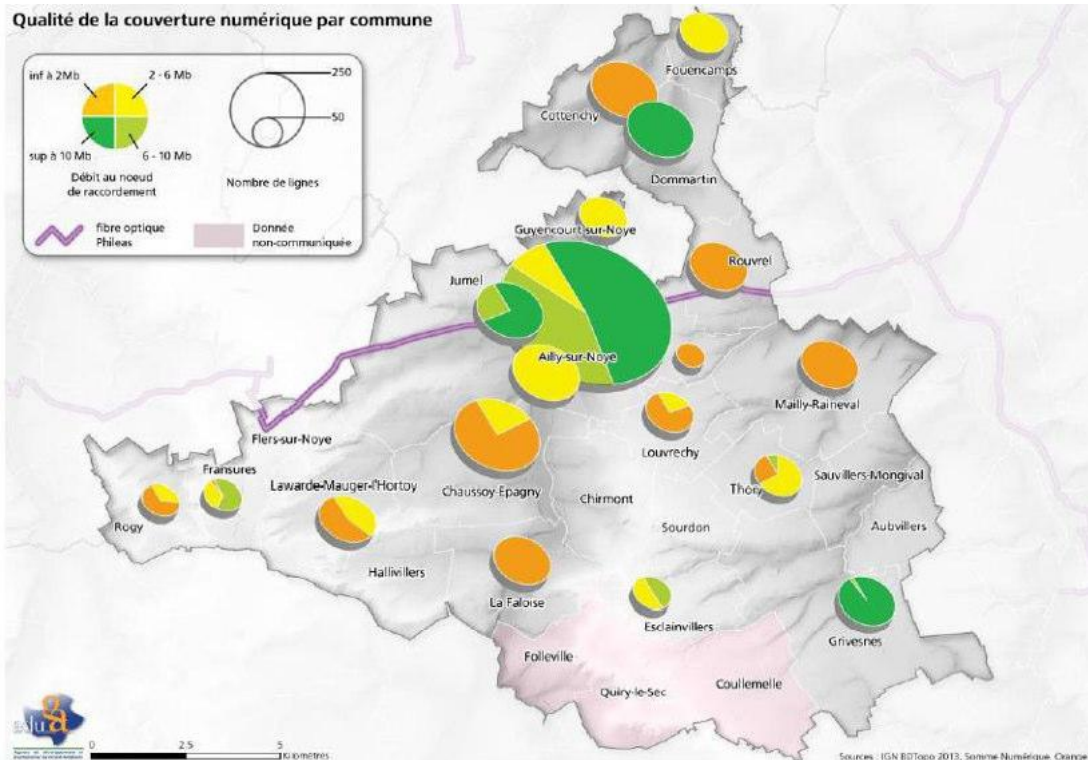 Qualité de la couverture numérique par commune
inf à 2Mb
2 - 6 Mb
sup à 10 Mb
6 - 10 Mb
Débit au noeud
de raccordement
250
50
Nombre de lignes
fibre optique
Phileas
Donnée
non-communiquée
Fouencamps
Cottenchy
Dommartin
Guyencourt-sur-Noye
Rouvrel
Jumel
Ailly-sur-Noye
Mailly-Raineval
Louvrechy
Flers-sur-Noye
Fransures
Lawarde-Mauger-l'Hortoy
Chaussoy-Epagny
Chirmont
Thory
Sauvillers-Mongival
Rogy
Sourdon
Aubvillers
Hallivillers
La Faloise
Esclainvillers
Grivesnes
Folleville
Quiry-le-Sec
Coullemelle
0 2.5 5
Kilomètres
Sources : IGN BDTopo 2013, Somme Numérique, Orange